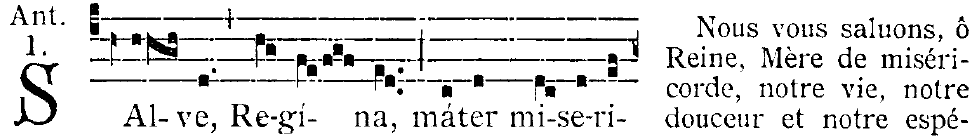 Ant.
1.
SAl- ve, Re-gí- na, máter mi-se-ri-
Nous vous saluons, ô
Reine, Mère de miséri-
corde, notre vie, notre
douceur et notre espé-